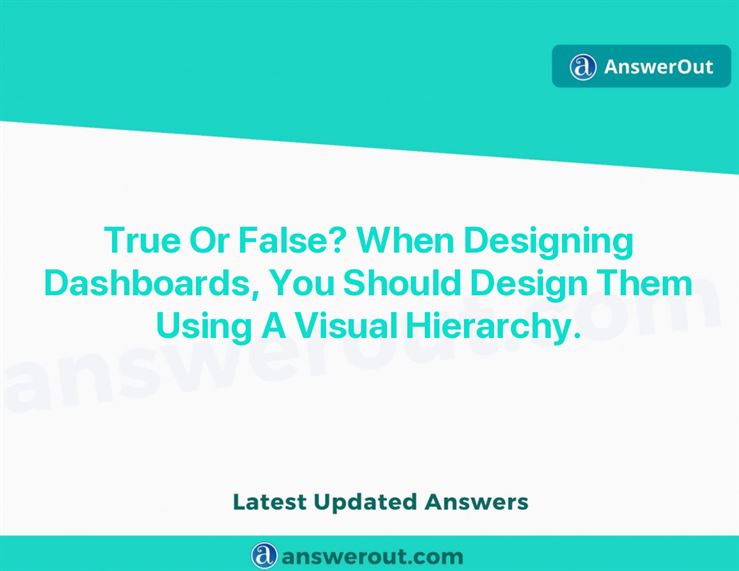 AnswerOut
True Or False? When Designing
Dashboards, You Should Design Them
Using A Visual Hierarchy.
answerout.com
Latest Updated Answers
answerout.com